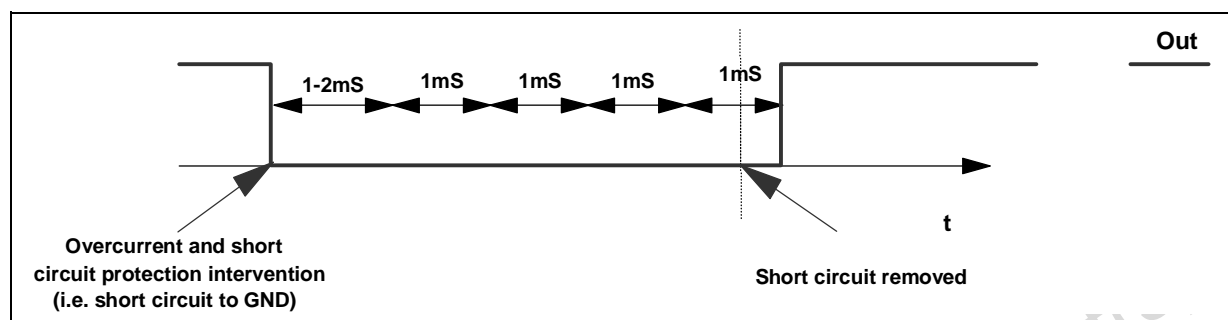 Out
1-2mS
1mS
1mS
1mS
1mS
t
Overcurrent and short
circuit protection intervention
(i.e. short circuit to GND)
Short circuit removed